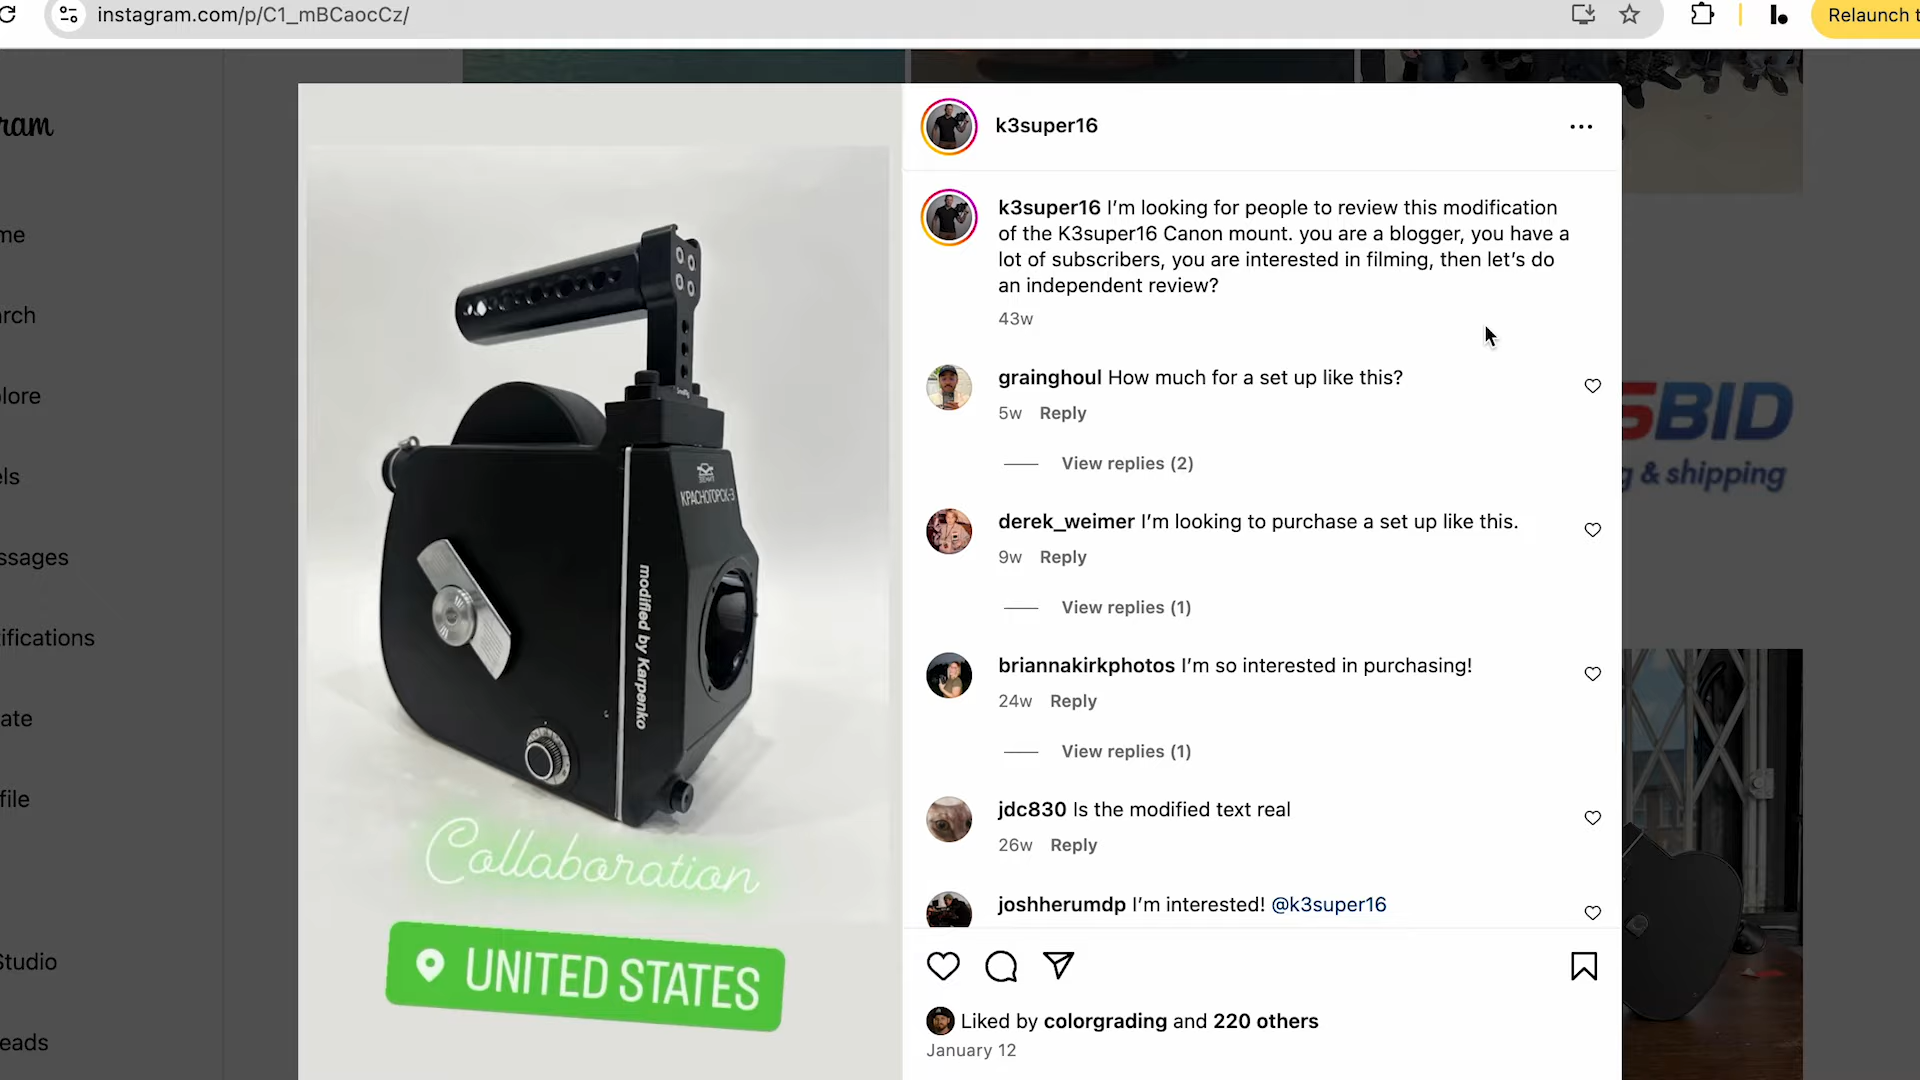 instagram.com/p/C1_mBCaocCz/
Relaunch t
ram
me
rch
lore
els
ssages
tifications
ate
file
Studio
eads
КРАСНОГОРСК-3
modified by Karpenko
Collaboration
UNITED STATES
k3super16
k3super16 I'm looking for people to review this modification
of the K3super16 Canon mount. you are a blogger, you have a
lot of subscribers, you are interested in filming, then let's do
an independent review?
43w
grainghoul How much for a set up like this?
5w Reply
View replies (2)
derek_weimer I'm looking to purchase a set up like this.
9w Reply
View replies (1)
briannakirkphotos I'm so interested in purchasing!
24w Reply
View replies (1)
jdc830 Is the modified text real
26w Reply
joshherumdp I'm interested! @k3super16
Liked by colorgrading and 220 others
January 12
SBID
g & shipping